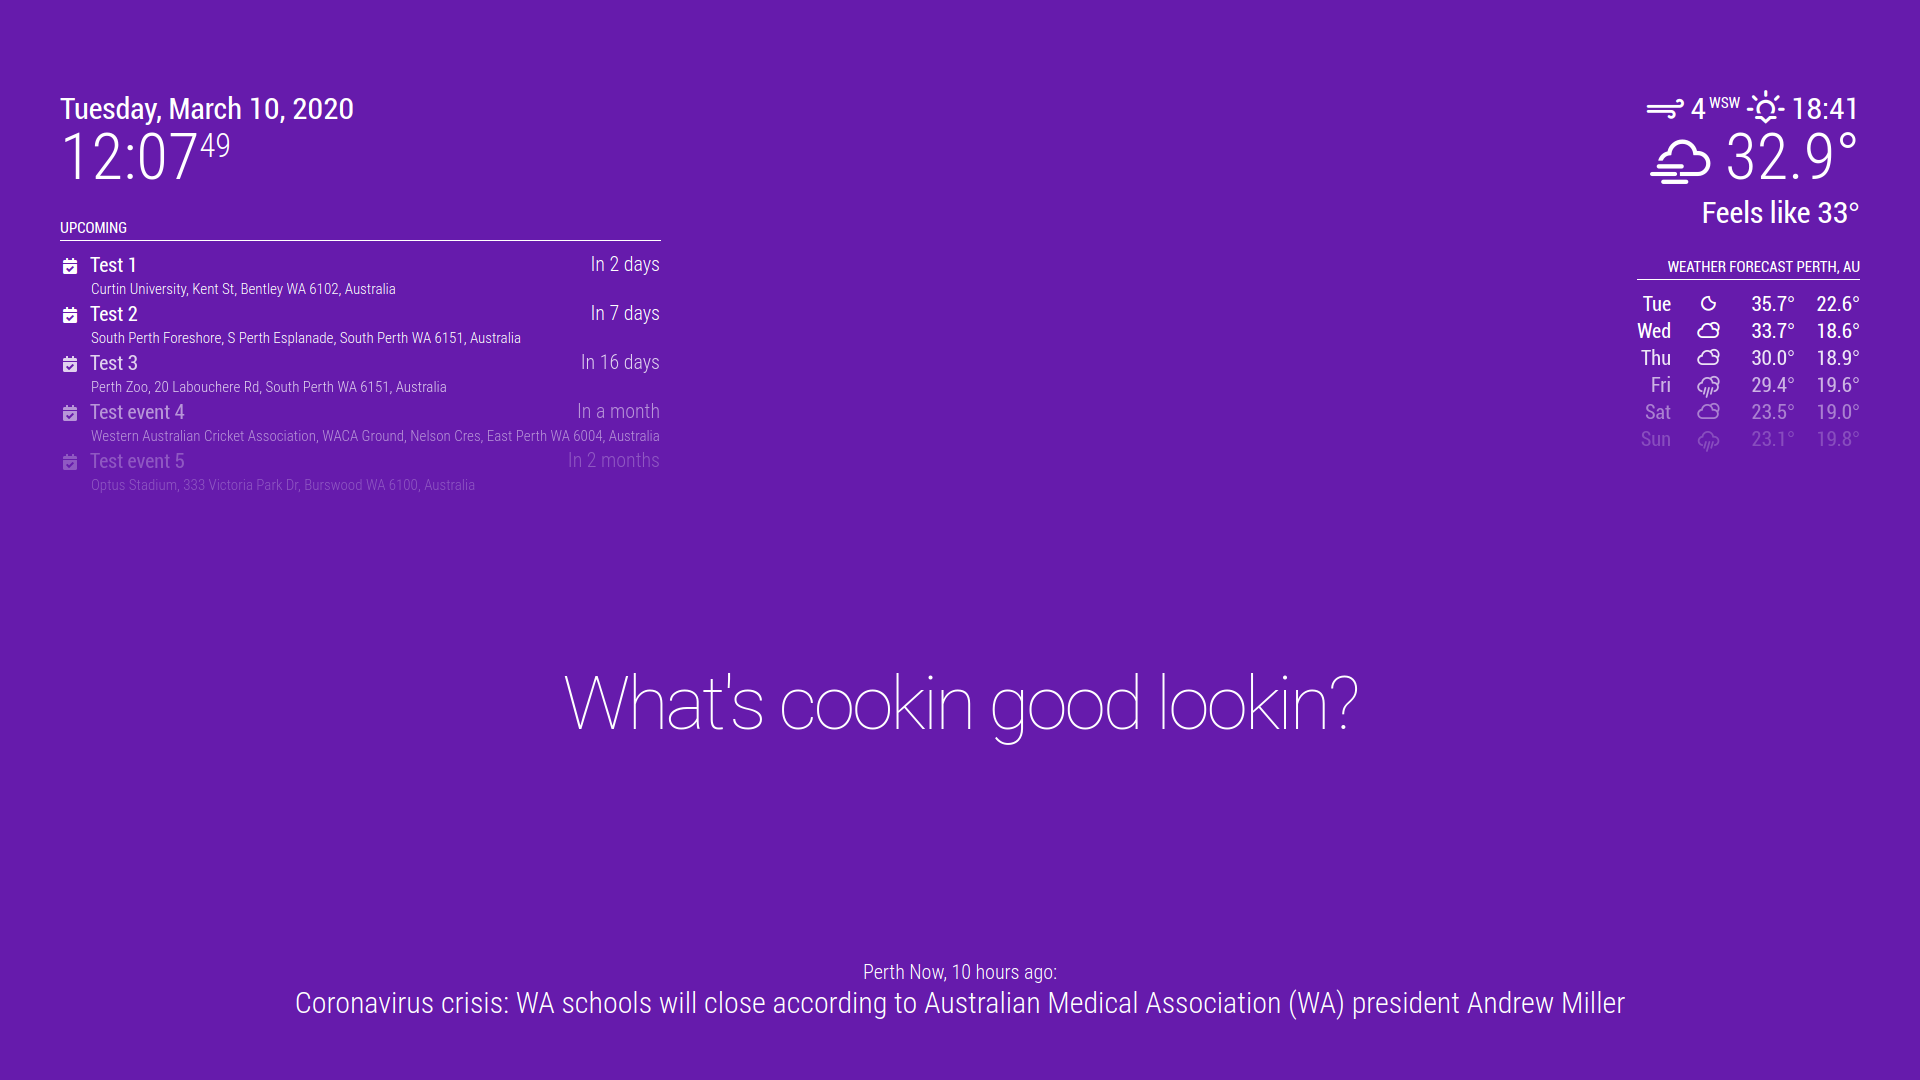 Tuesday, March 10, 2020
12:07 49
UPCOMING
Test 1 In 2 days
Curtin University, Kent St, Bentley WA 6102, Australia
Test 2 In 7 days
South Perth Foreshore, S Perth Esplanade, South Perth WA 6151, Australia
Test 3 In 16 days
Perth Zoo, 20 Labouchere Rd, South Perth WA 6151, Australia
Test event 4 In a month
Western Australian Cricket Association, WACA Ground, Nelson Cres, East Perth WA 6004, Australia
Test event 5 In 2 months
Optus Stadium, 333 Victoria Park Dr, Burswood WA 6100, Australia
4 WSW 18:41
32.9°
Feels like 33°
WEATHER FORECAST PERTH, AU
Tue 35.7° 22.6°
Wed 33.7° 18.6°
Thu 30.0° 18.9°
Fri 29.4° 19.6°
Sat 23.5° 19.0°
Sun 23.1° 19.8°
What's cookin good lookin?
Perth Now, 10 hours ago:
Coronavirus crisis: WA schools will close according to Australian Medical Association (WA) president Andrew Miller